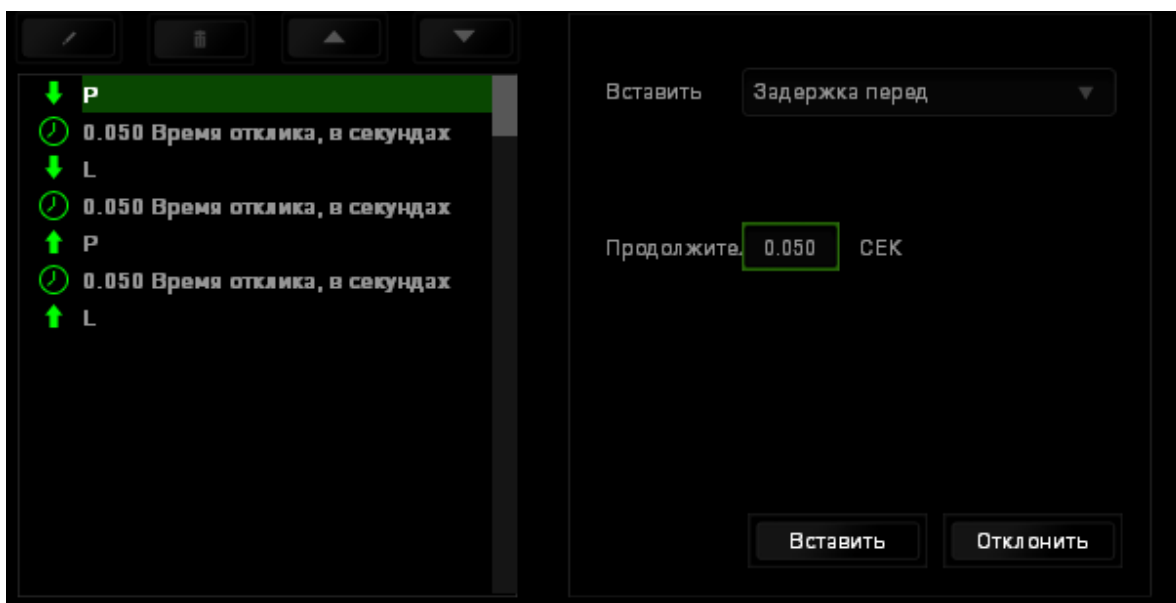 P
0.050 Время отклика, в секундах
L
0.050 Время отклика, в секундах
P
0.050 Время отклика, в секундах
L
Вставить Задержка перед
Продолжите. 0.050 СЕК
Вставить Отклонить